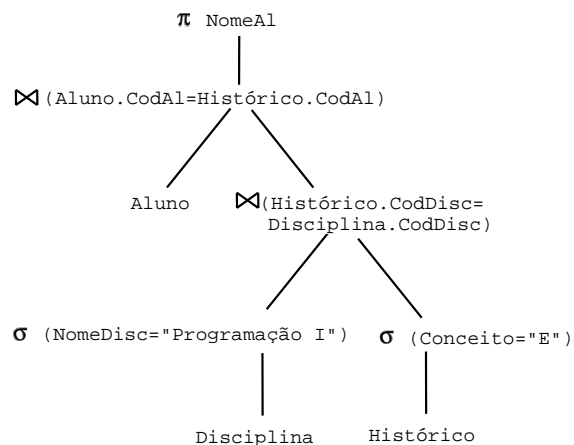 π NomeAl
⋈(Aluno.CodAl=Histórico.CodAl)
Aluno
⋈(Histórico.CodDisc=
Disciplina.CodDisc)
σ (NomeDisc="Programação I")
σ (Conceito="E")
Disciplina
Histórico